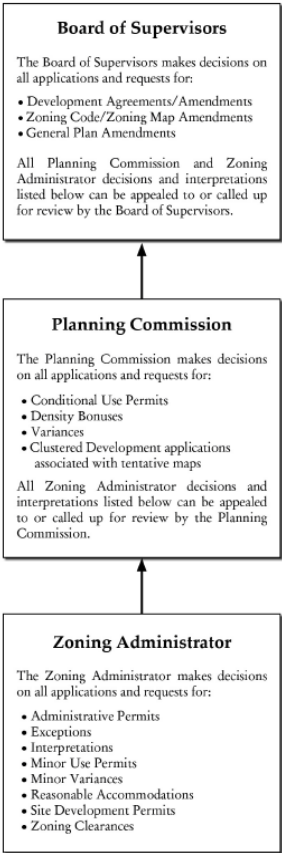 Board of Supervisors
The Board of Supervisors makes decisions on
all applications and requests for:
• Development Agreements/Amendments
• Zoning Code/Zoning Map Amendments
• General Plan Amendments
All Planning Commission and Zoning
Administrator decisions and interpretations
listed below can be appealed to or called up
for review by the Board of Supervisors.
Planning Commission
The Planning Commission makes decisions
on all applications and requests for:
• Conditional Use Permits
• Density Bonuses
• Variances
• Clustered Development applications
associated with tentative maps
All Zoning Administrator decisions and
interpretations listed below can be appealed
to or called up for review by the Planning
Commission.
Zoning Administrator
The Zoning Administrator makes decisions
on all applications and requests for:
• Administrative Permits
• Exceptions
• Interpretations
• Minor Use Permits
• Minor Variances
• Reasonable Accommodations
• Site Development Permits
• Zoning Clearances